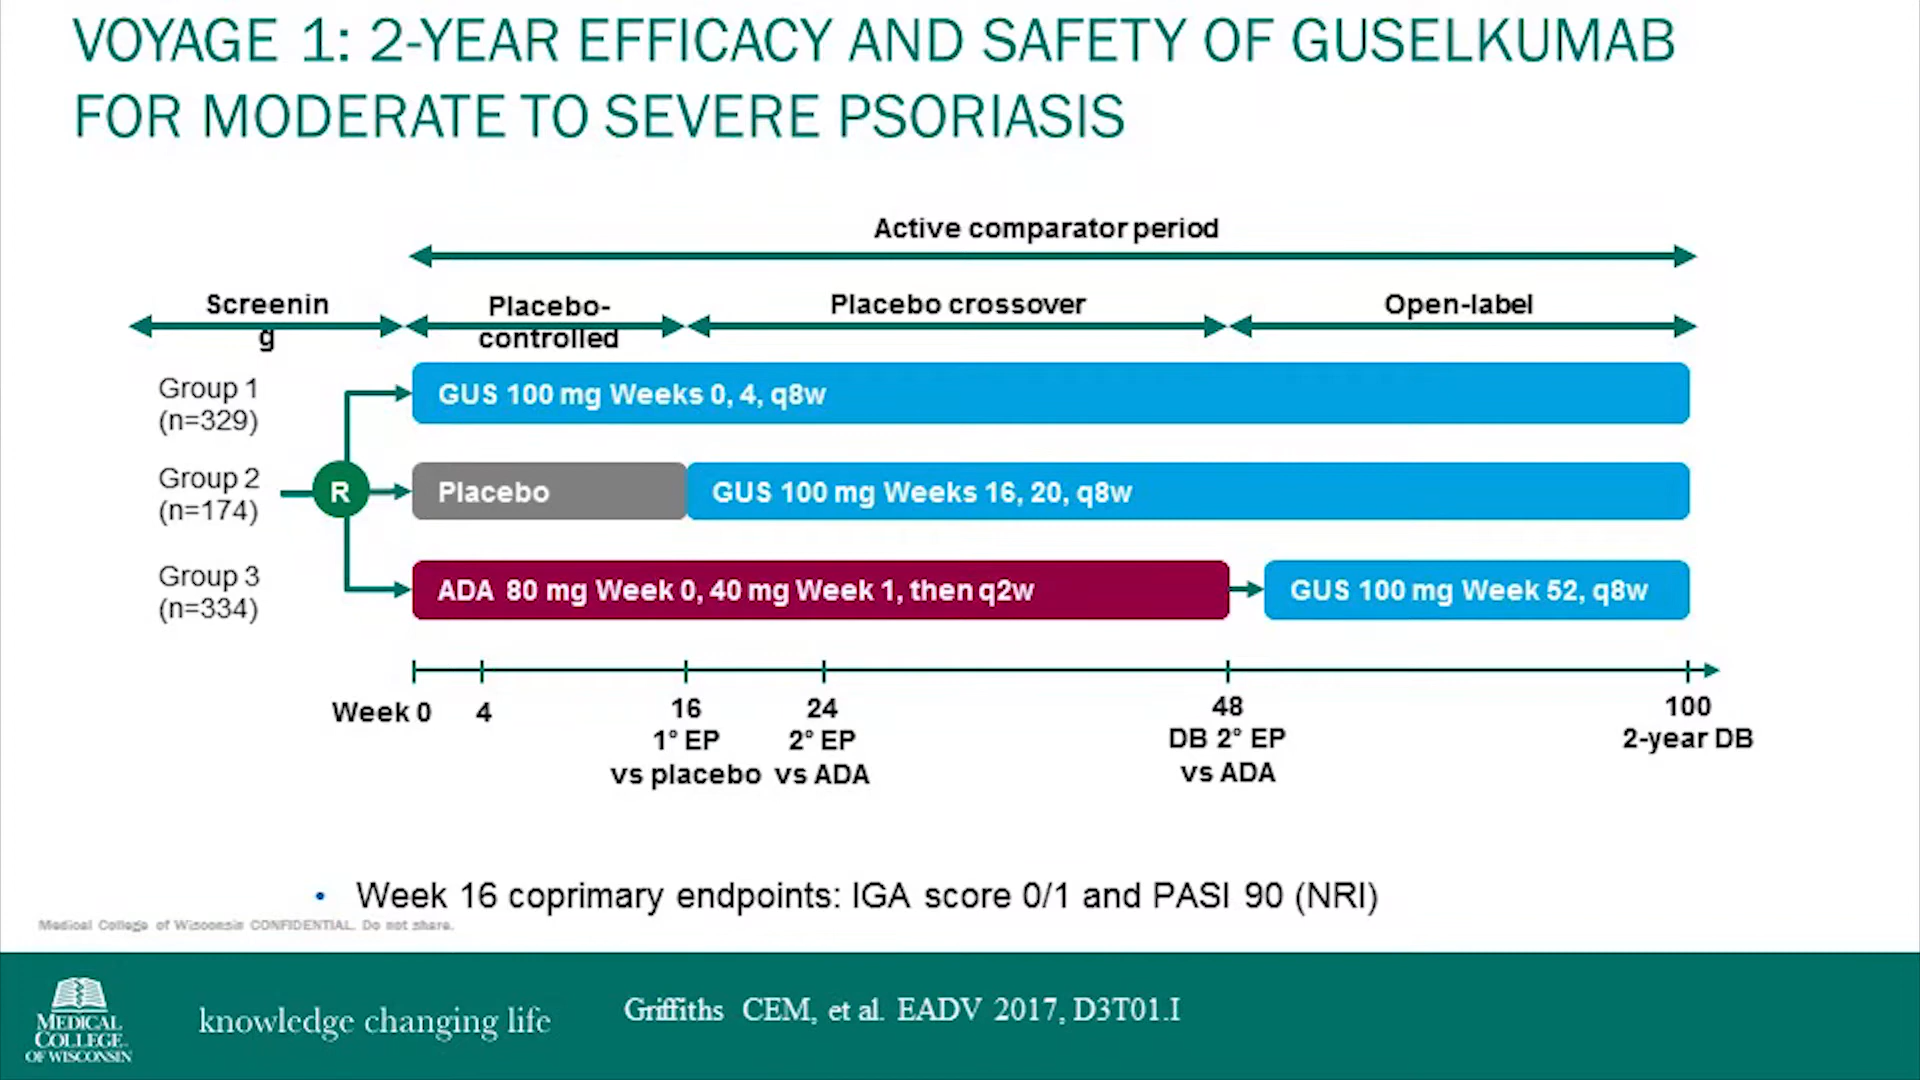 VOYAGE 1: 2-YEAR EFFICACY AND SAFETY OF GUSELKUMAB
FOR MODERATE TO SEVERE PSORIASIS
Active comparator period
Screenin
g
Placebo-
controlled
Placebo crossover
Open-label
Group 1
(n=329)
GUS 100 mg Weeks 0, 4, q8w
Group 2
(n=174)
R
Placebo
GUS 100 mg Weeks 16, 20, q8w
Group 3
(n=334)
ADA 80 mg Week 0, 40 mg Week 1, then q2w
GUS 100 mg Week 52, q8w
Week 0
4
16
1° EP
vs placebo
24
2° EP
vs ADA
48
DB 2° EP
vs ADA
100
2-year DB
• Week 16 coprimary endpoints: IGA score 0/1 and PASI 90 (NRI)
Medical College of Wisconsin CONFIDENTIAL. Do not share.
MEDICAL
COLLEGE
OF WISCONSIN
knowledge changing life
Griffiths CEM, et al. EADV 2017, D3T01.I